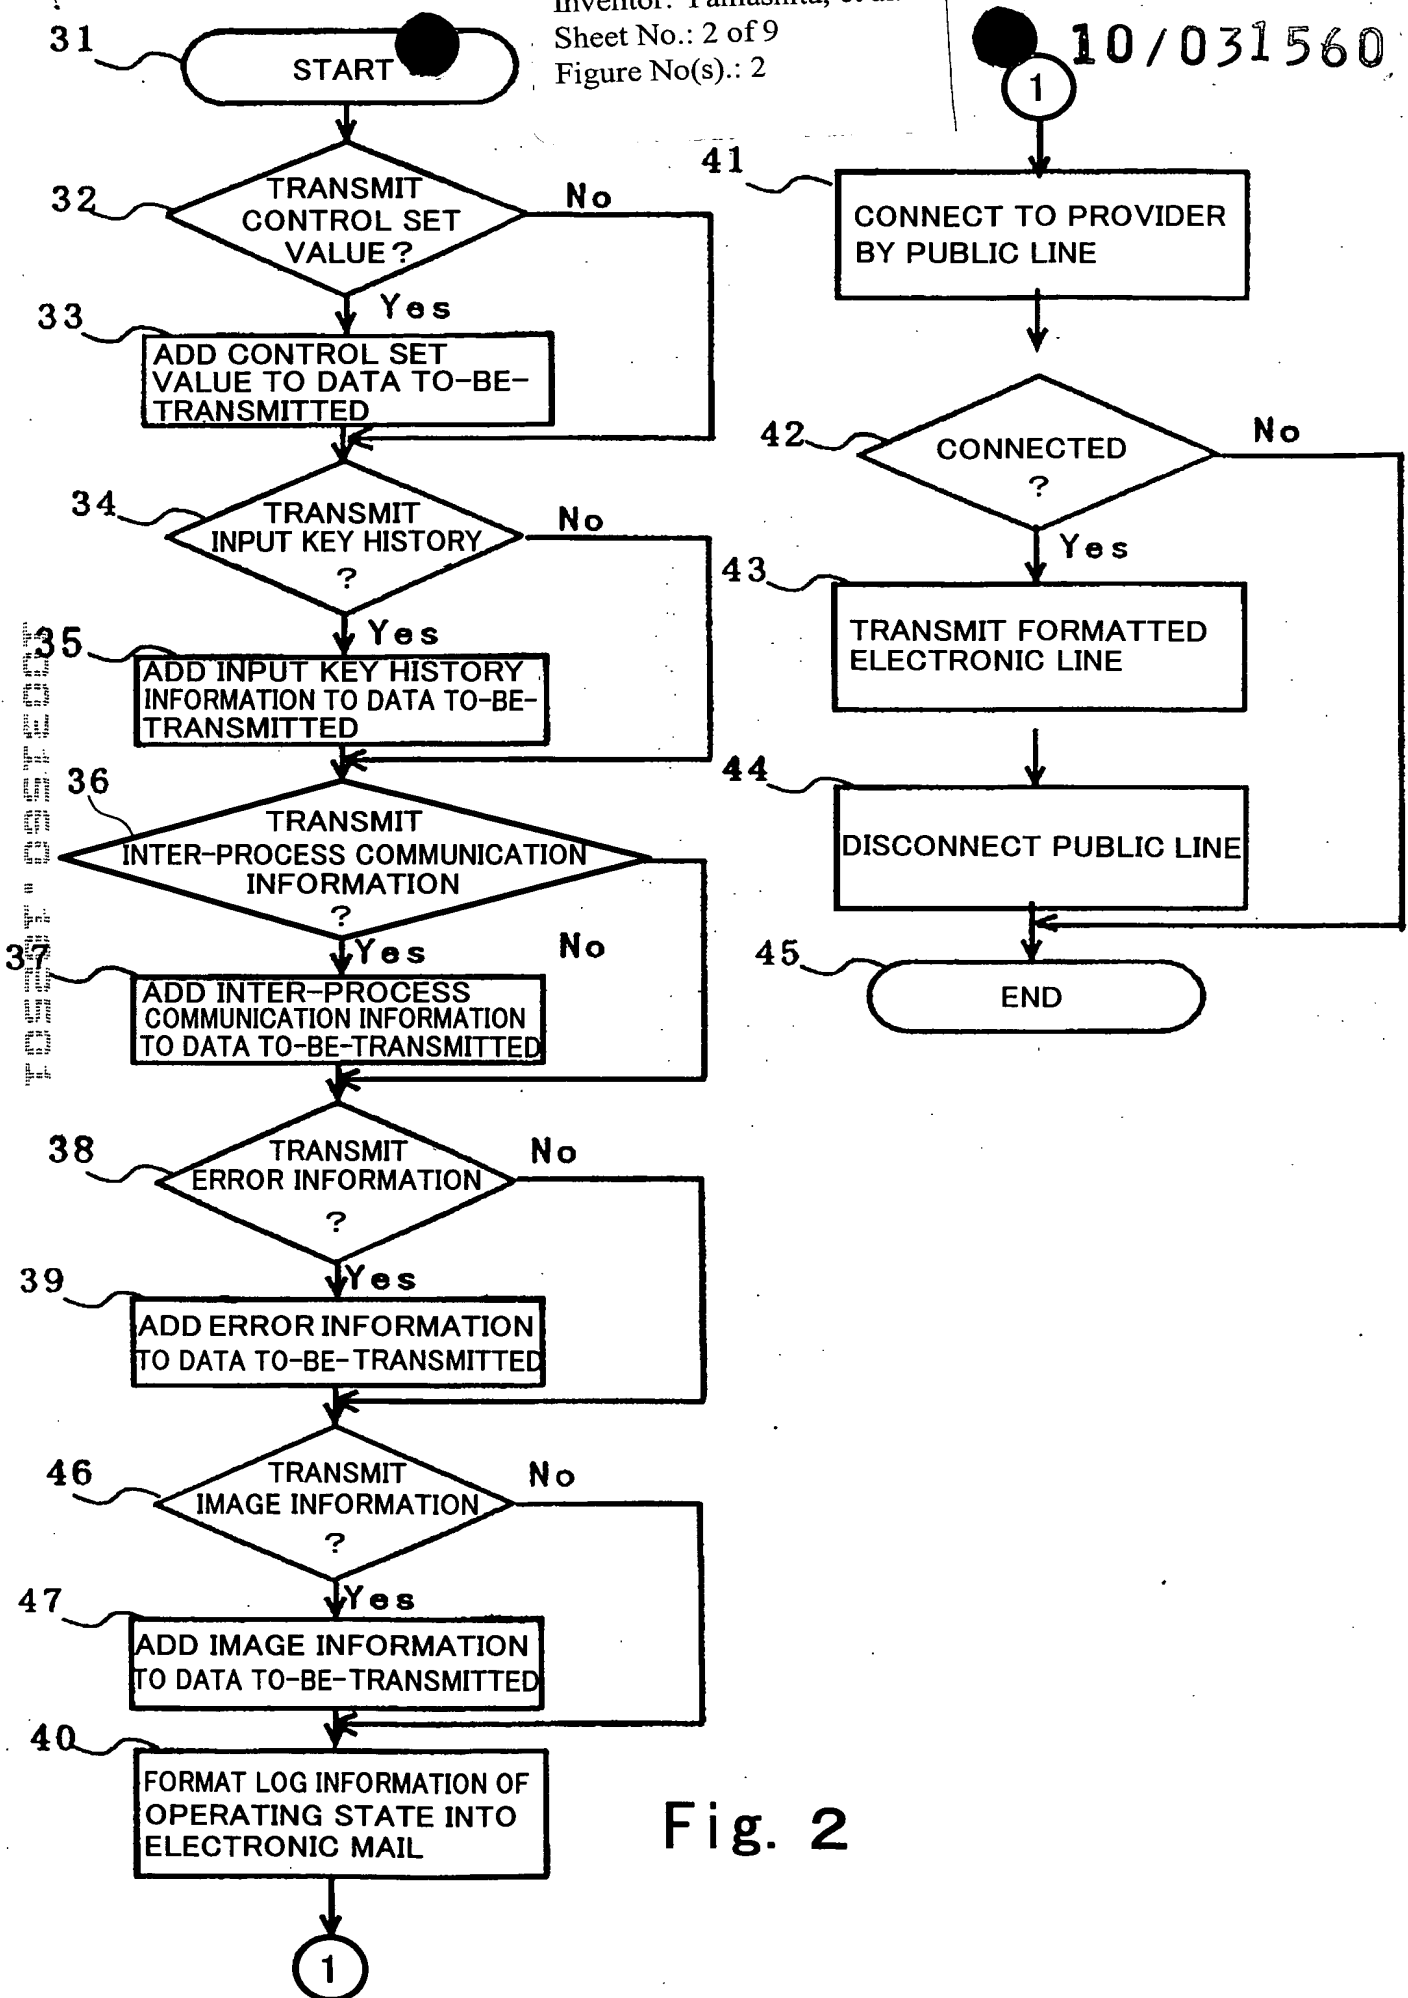 Sheet No.: 2 of 9
Figure No(s).: 2
10/031560
31
START
32
TRANSMIT
CONTROL SET
VALUE?
No
Yes
33
ADD CONTROL SET
VALUE TO DATA TO-BE-
TRANSMITTED
34
TRANSMIT
INPUT KEY HISTORY
?
No
Yes
35
ADD INPUT KEY HISTORY
INFORMATION TO DATA TO-BE-
TRANSMITTED
36
TRANSMIT
INTER-PROCESS COMMUNICATION
INFORMATION
?
Yes
No
37
ADD INTER-PROCESS
COMMUNICATION INFORMATION
TO DATA TO-BE-TRANSMITTED
38
TRANSMIT
ERROR INFORMATION
?
No
Yes
39
ADD ERROR INFORMATION
TO DATA TO-BE-TRANSMITTED
46
TRANSMIT
IMAGE INFORMATION
?
No
Yes
47
ADD IMAGE INFORMATION
TO DATA TO-BE-TRANSMITTED
40
FORMAT LOG INFORMATION OF
OPERATING STATE INTO
ELECTRONIC MAIL
1
1
41
CONNECT TO PROVIDER
BY PUBLIC LINE
42
CONNECTED
?
No
Yes
43
TRANSMIT FORMATTED
ELECTRONIC LINE
44
DISCONNECT PUBLIC LINE
45
END
Fig. 2